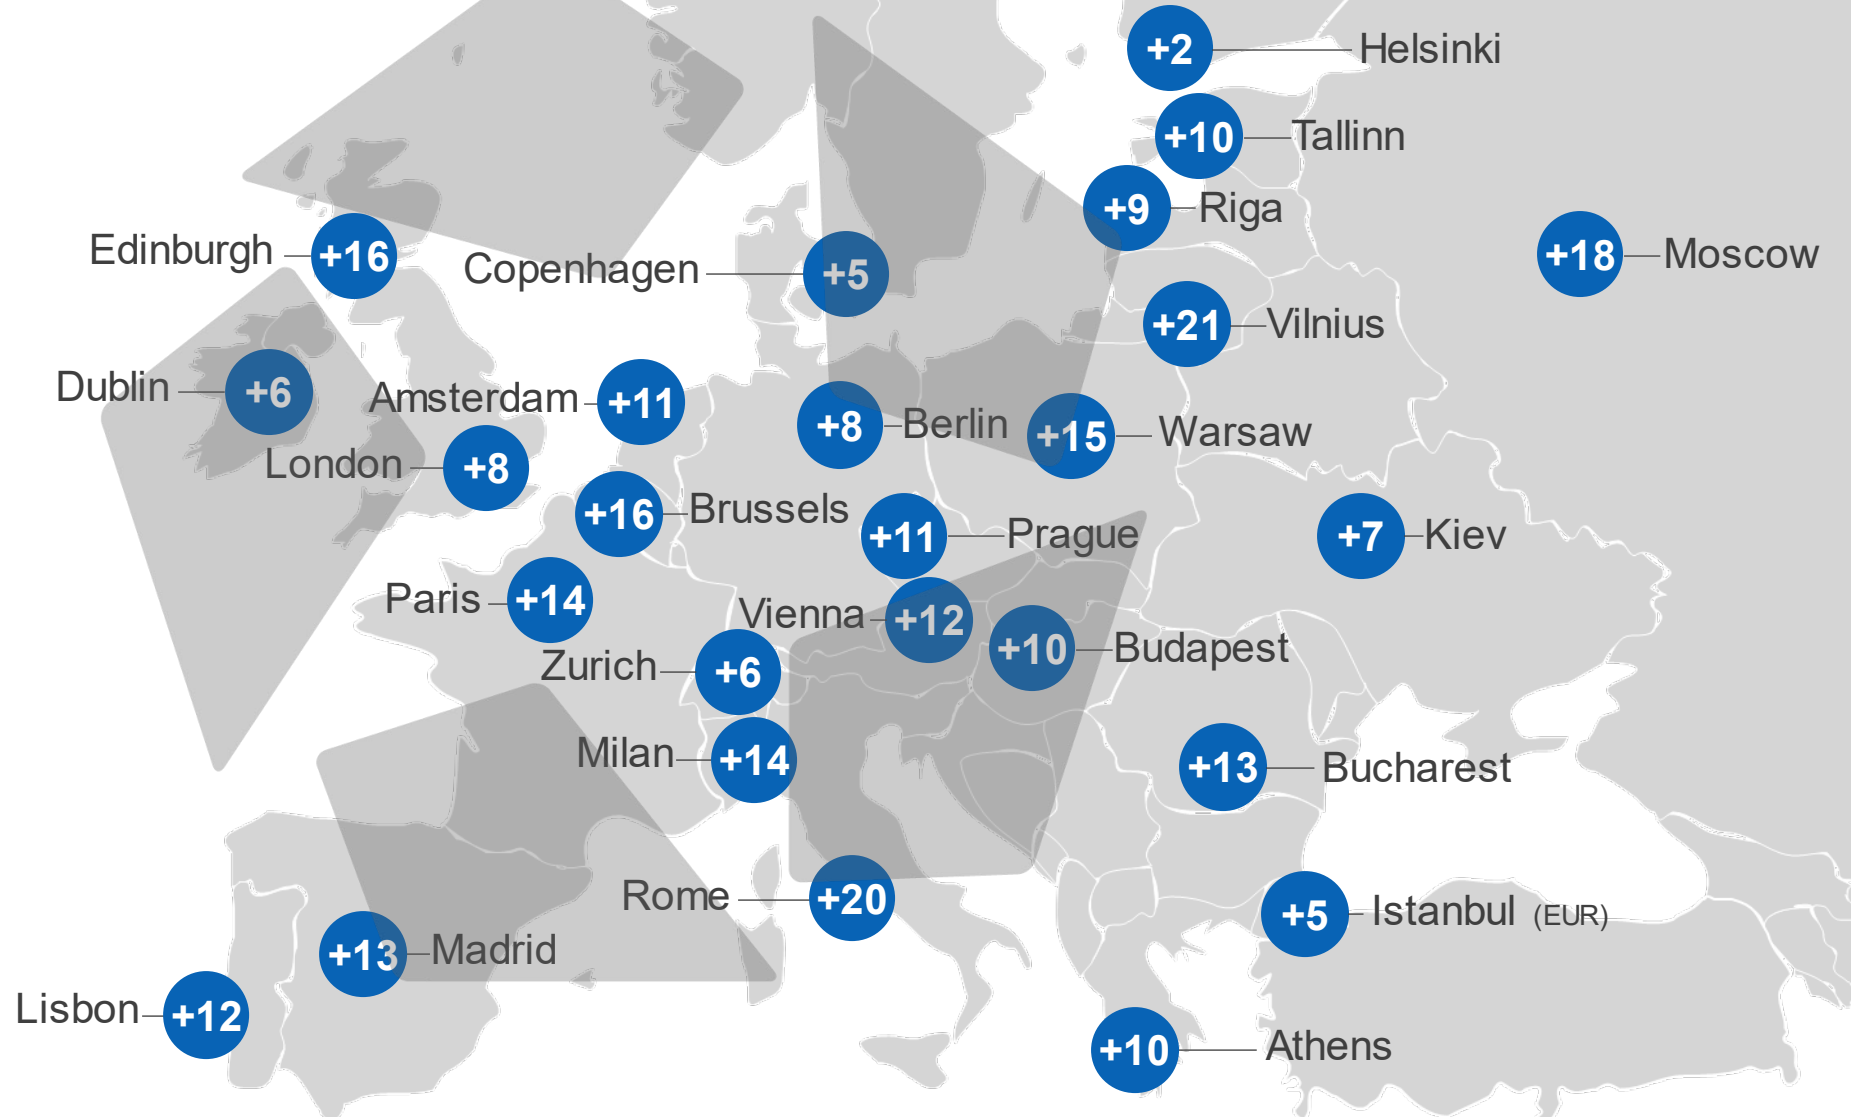 +2 Helsinki
+10 Tallinn
+9 Riga
Edinburgh +16
Copenhagen +5
+18 Moscow
+21 Vilnius
Dublin +6
Amsterdam +11
+8 Berlin
+15 Warsaw
London +8
+16 Brussels
+11 Prague
+7 Kiev
Paris +14
Vienna +12
+10 Budapest
Zurich +6
Milan +14
+13 Bucharest
Rome +20
+5 Istanbul (EUR)
+13 Madrid
Lisbon +12
+10 Athens